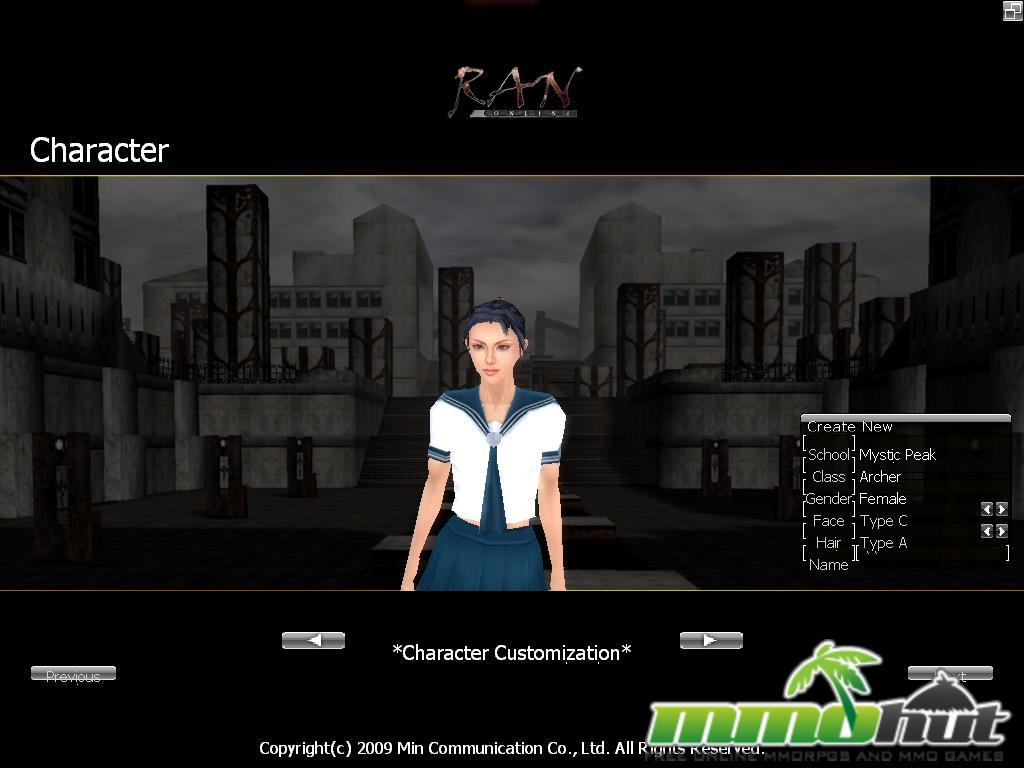 RAN
ONLINE
Character
Create New
School Mystic Peak
Class Archer
Gender Female
Face Type C
Hair Type A
Name
*Character Customization*
Previous
Next
mmohut
FREE ONLINE MMORPGS AND MMO GAMES
Copyright(c) 2009 Min Communication Co., Ltd. All Rights Reserved.